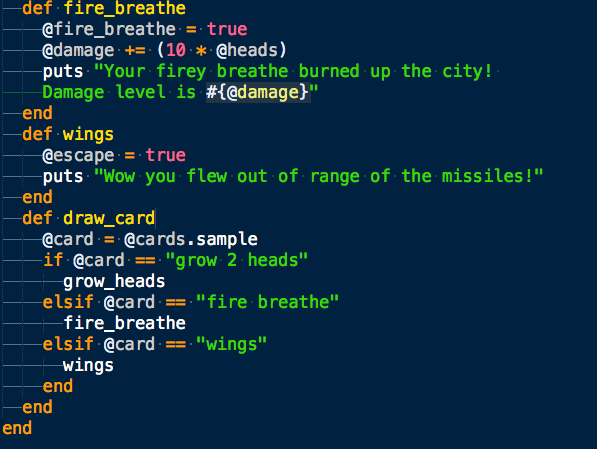 def fire_breathe
@fire_breathe = true
@damage += (10 * @heads)
puts "Your firey breathe burned up the city!
Damage level is #{@damage}"
end
def wings
@escape = true
puts "Wow you flew out of range of the missiles!"
end
def draw_card
@card = @cards.sample
if @card == "grow 2 heads"
grow_heads
elsif @card == "fire breathe"
fire_breathe
elsif @card == "wings"
wings
end
end
end